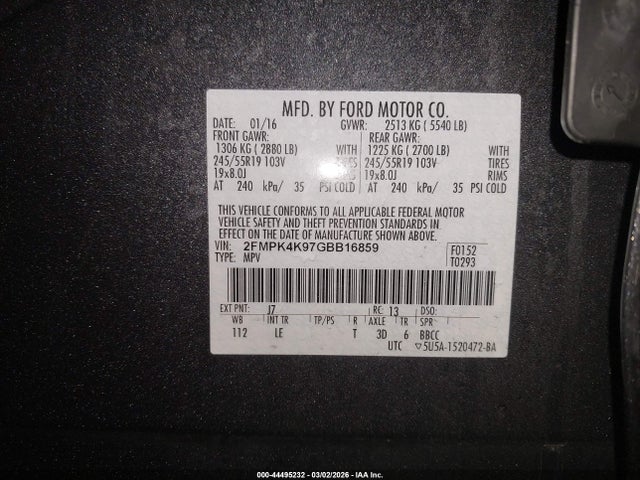 MFD. BY FORD MOTOR CO.
DATE: 01/16 GVWR: 2513 KG ( 5540 LB)
FRONT GAWR: REAR GAWR:
1306 KG ( 2880 LB) WITH 1225 KG ( 2700 LB) WITH
245/55R19 103V TIRES 245/55R19 103V TIRES
19x8.0J RIMS 19x8.0J RIMS
AT 240 kPa/ 35 PSI COLD AT 240 kPa/ 35 PSI COLD
THIS VEHICLE CONFORMS TO ALL APPLICABLE FEDERAL MOTOR
VEHICLE SAFETY AND BUMPER AND THEFT PREVENTION STANDARDS IN
EFFECT ON THE DATE OF MANUFACTURE SHOWN ABOVE.
VIN: 2FMPK4K97GBB16859 F0152
TYPE: MPV T0293
EXT PNT: J7 RC: 13 DSO:
WB INT TR TP/PS R AXLE TR SPR
112 LE T 3D 6 BBCC
UTC ▽5U5A-1520472-BA
000-44495232 - 03/02/2026 - IAA Inc.